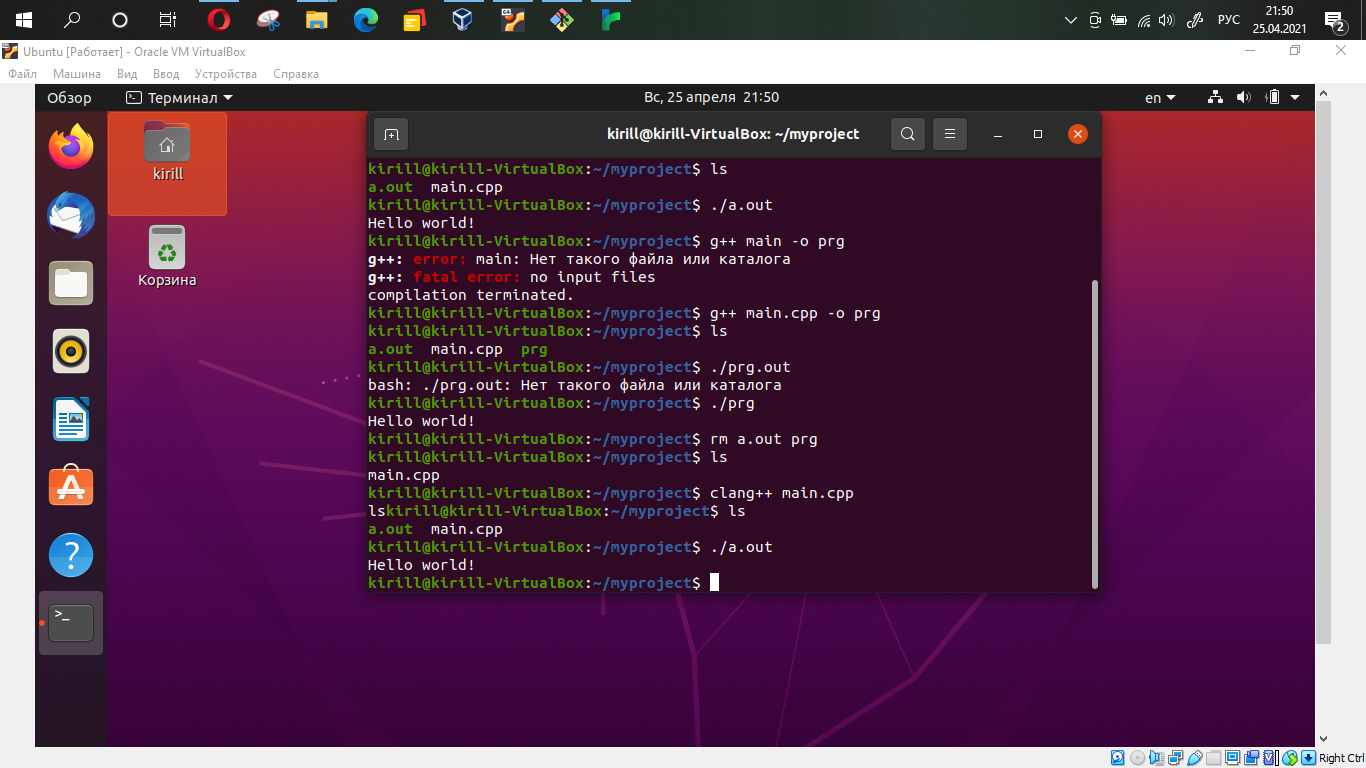 21:50
РУС
25.04.2021
2
Ubuntu [Работает] - Oracle VM VirtualBox
Файл Машина Вид Ввод Устройства Справка
Обзор Терминал Вс, 25 апреля 21:50 en
kirill@kirill-VirtualBox: ~/myproject
kirill
Корзина
kirill@kirill-VirtualBox:~/myproject$ ls
a.out main.cpp
kirill@kirill-VirtualBox:~/myproject$ ./a.out
Hello world!
kirill@kirill-VirtualBox:~/myproject$ g++ main -o prg
g++: error: main: Нет такого файла или каталога
g++: fatal error: no input files
compilation terminated.
kirill@kirill-VirtualBox:~/myproject$ g++ main.cpp -o prg
kirill@kirill-VirtualBox:~/myproject$ ls
a.out main.cpp prg
kirill@kirill-VirtualBox:~/myproject$ ./prg.out
bash: ./prg.out: Нет такого файла или каталога
kirill@kirill-VirtualBox:~/myproject$ ./prg
Hello world!
kirill@kirill-VirtualBox:~/myproject$ rm a.out prg
kirill@kirill-VirtualBox:~/myproject$ ls
main.cpp
kirill@kirill-VirtualBox:~/myproject$ clang++ main.cpp
lskirill@kirill-VirtualBox:~/myproject$ ls
a.out main.cpp
kirill@kirill-VirtualBox:~/myproject$ ./a.out
Hello world!
kirill@kirill-VirtualBox:~/myproject$
Right Ctrl